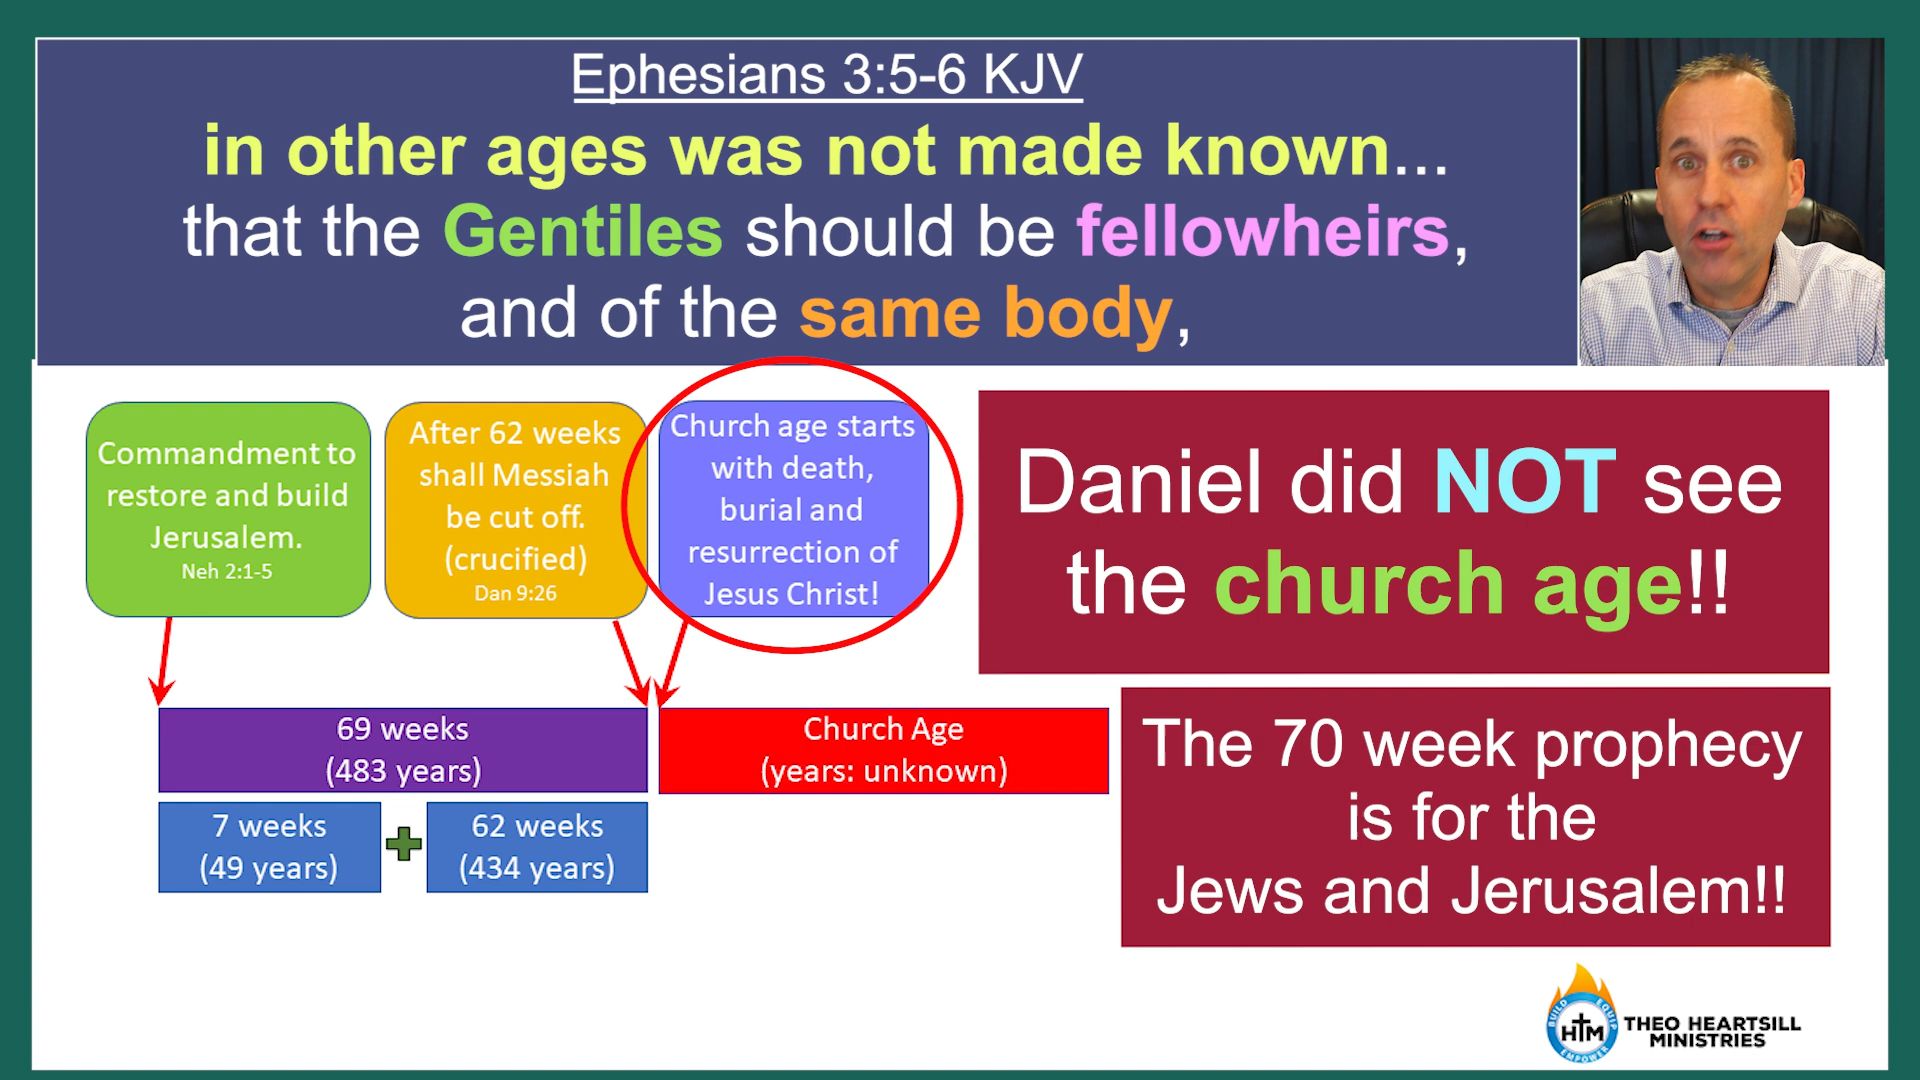 Ephesians 3:5-6 KJV
in other ages was not made known...
that the Gentiles should be fellowheirs,
and of the same body,
Commandment to
restore and build
Jerusalem.
Neh 2:1-5
After 62 weeks
shall Messiah
be cut off.
(crucified)
Dan 9:26
Church age starts
with death,
burial and
resurrection of
Jesus Christ!
Daniel did NOT see
the church age!!
69 weeks
(483 years)
Church Age
(years: unknown)
7 weeks
(49 years)
62 weeks
(434 years)
The 70 week prophecy
is for the
Jews and Jerusalem!!
BUILD
EQUIP
HTM
EMPOWER
THEO HEARTSILL
MINISTRIES